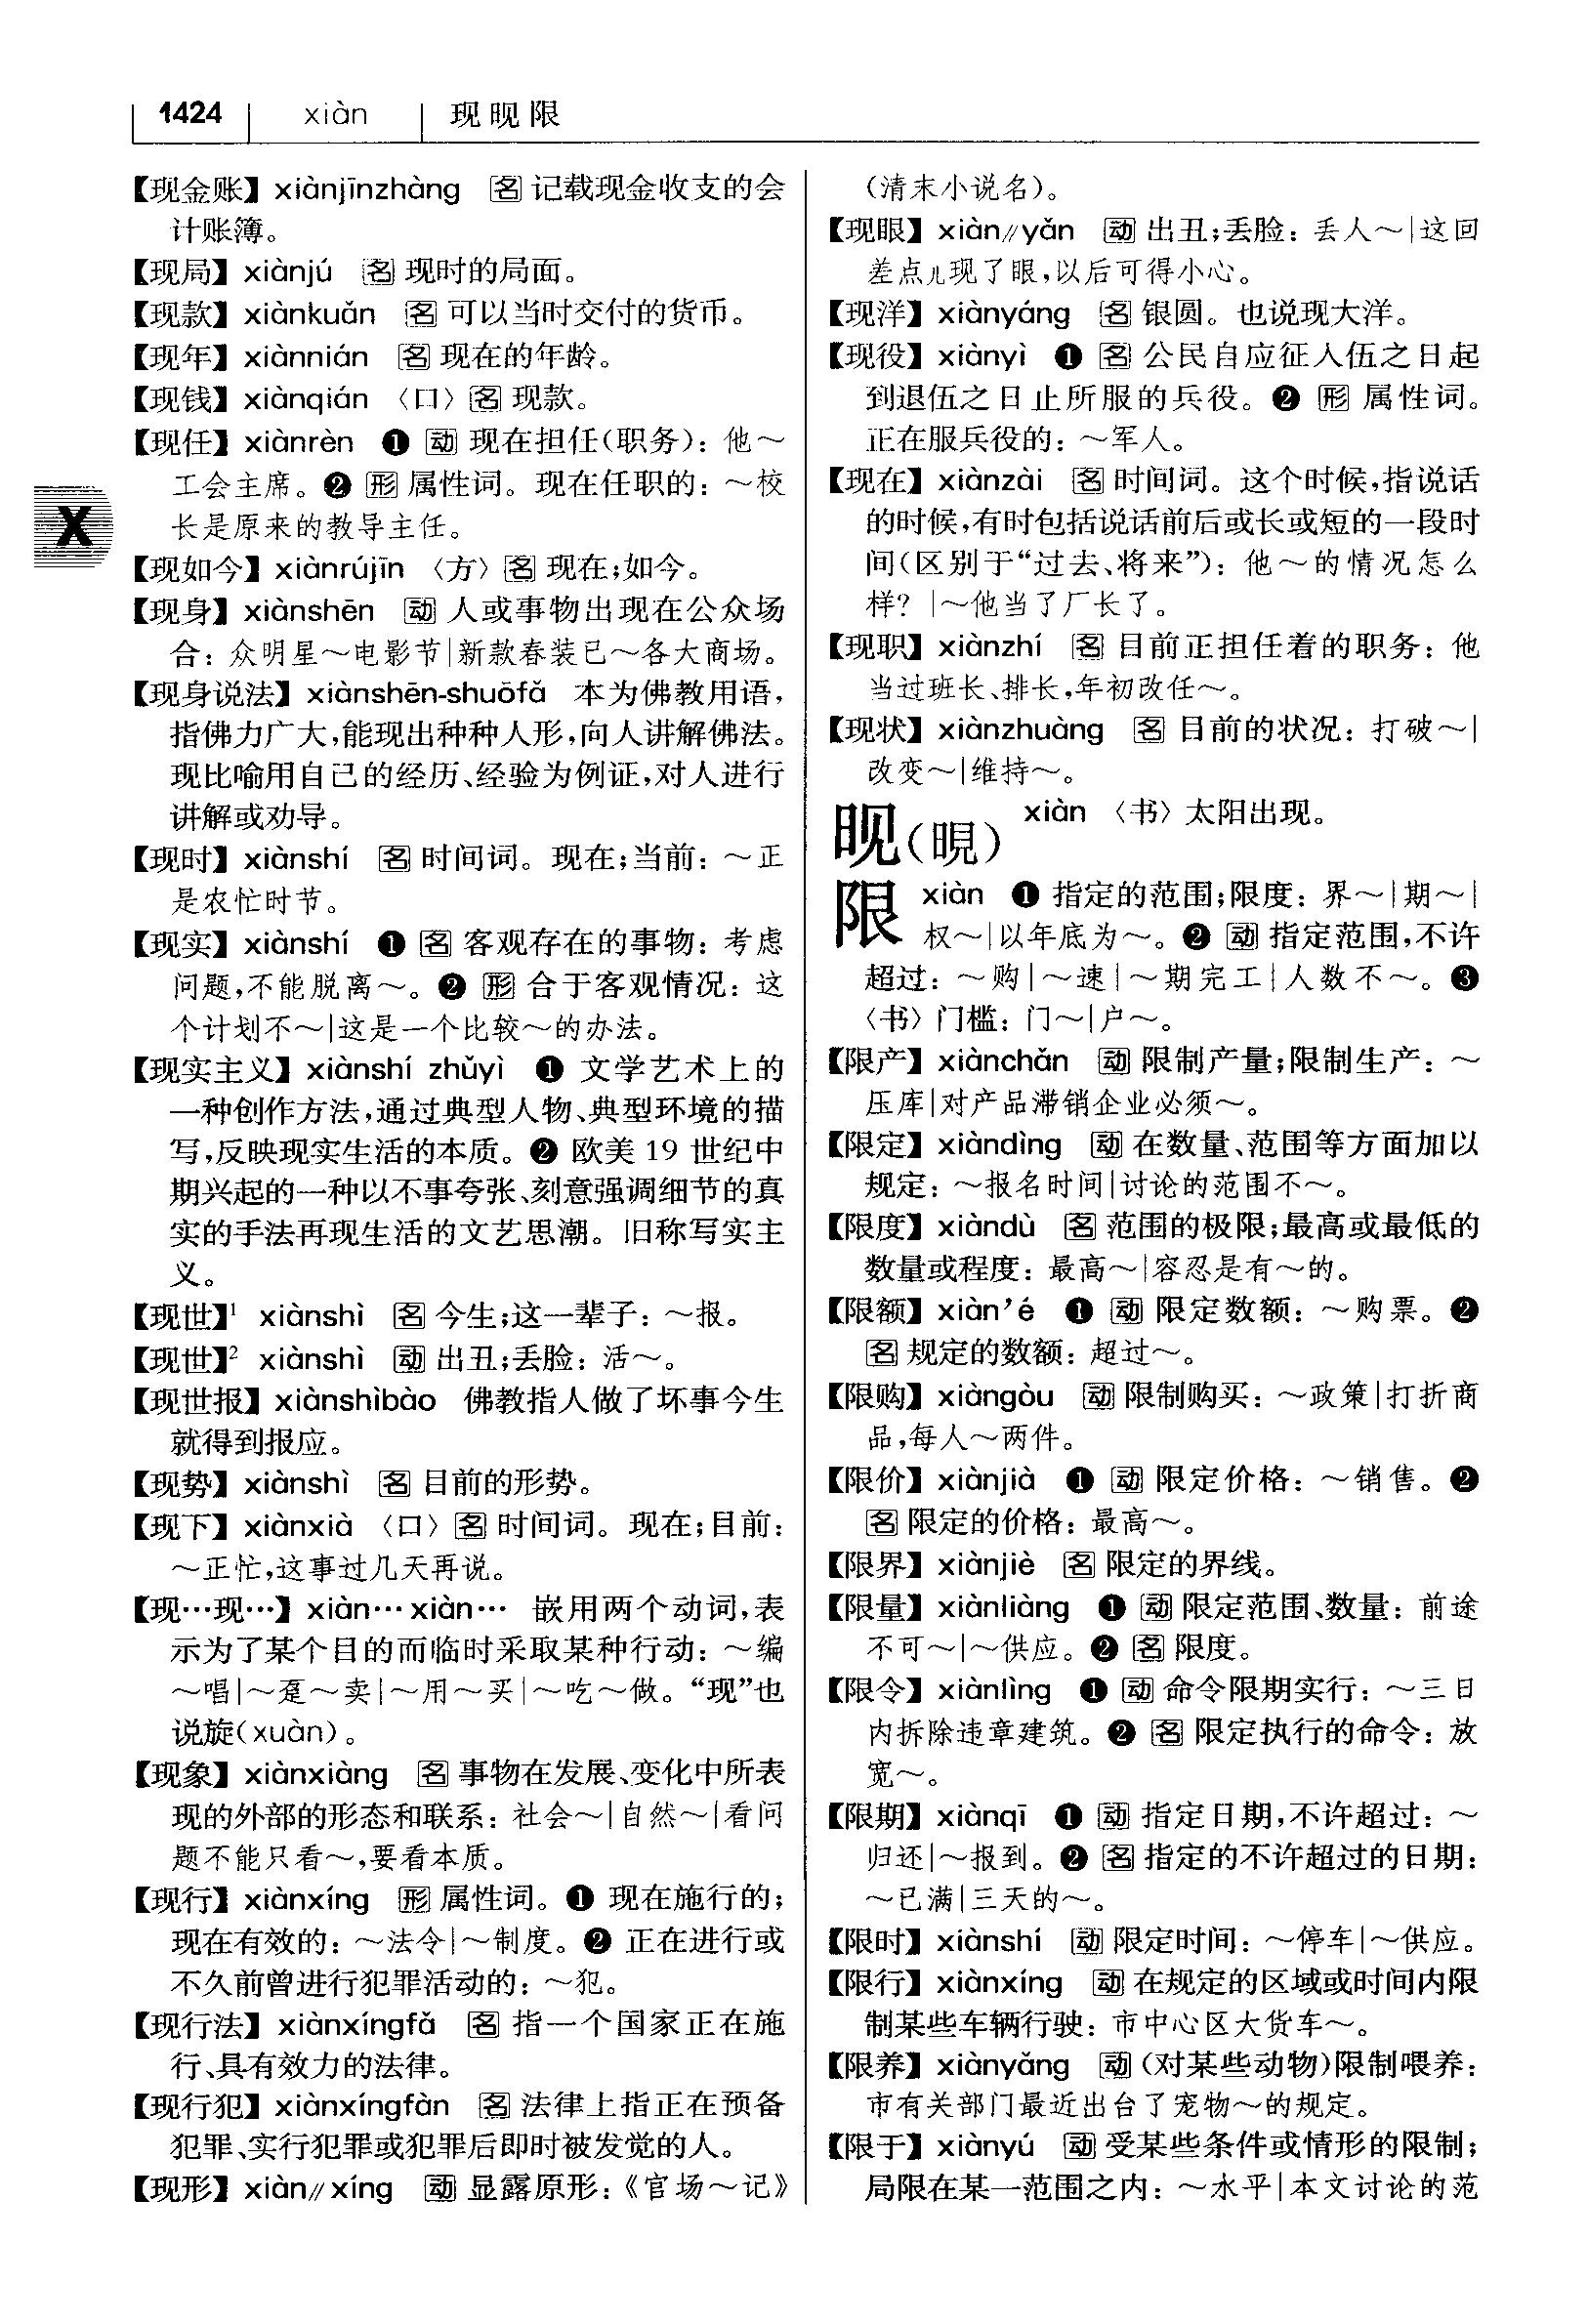 1424 xiàn 现晛限
【现金账】xiànjīnzhàng 名 记载现金收支的会
计账簿。
【现局】xiànjú 名 现时的局面。
【现款】xiànkuǎn 名 可以当时交付的货币。
【现年】xiànnián 名 现在的年龄。
【现钱】xiànqián 〈口〉名 现款。
【现任】xiànrèn ❶ 动 现在担任(职务)：他～
工会主席。❷ 形 属性词。现在任职的：～校
长是原来的教导主任。
【现如今】xiànrújīn 〈方〉名 现在;如今。
【现身】xiànshēn 动 人或事物出现在公众场
合：众明星～电影节|新款春装已～各大商场。
【现身说法】xiànshēn-shuōfǎ 本为佛教用语，
指佛力广大,能现出种种人形,向人讲解佛法。
现比喻用自己的经历、经验为例证,对人进行
讲解或劝导。
【现时】xiànshí 名 时间词。现在;当前：～正
是农忙时节。
【现实】xiànshí ❶ 名 客观存在的事物：考虑
问题,不能脱离～。❷ 形 合于客观情况：这
个计划不～|这是一个比较～的办法。
【现实主义】xiànshí zhǔyì ❶ 文学艺术上的
一种创作方法,通过典型人物、典型环境的描
写,反映现实生活的本质。❷ 欧美 19 世纪中
期兴起的一种以不事夸张、刻意强调细节的真
实的手法再现生活的文艺思潮。旧称写实主
义。
【现世】¹ xiànshì 名 今生;这一辈子：～报。
【现世】² xiànshì 动 出丑;丢脸：活～。
【现世报】xiànshìbào 佛教指人做了坏事今生
就得到报应。
【现势】xiànshì 名 目前的形势。
【现下】xiànxià 〈口〉名 时间词。现在;目前：
～正忙,这事过几天再说。
【现…现…】xiàn…xiàn… 嵌用两个动词,表
示为了某个目的而临时采取某种行动：～编
～唱|～趸～卖|～用～买|～吃～做。“现”也
说旋(xuàn)。
【现象】xiànxiàng 名 事物在发展、变化中所表
现的外部的形态和联系：社会～|自然～|看问
题不能只看～,要看本质。
【现行】xiànxíng 形 属性词。❶ 现在施行的;
现在有效的：～法令|～制度。❷ 正在进行或
不久前曾进行犯罪活动的：～犯。
【现行法】xiànxíngfǎ 名 指一个国家正在施
行、具有效力的法律。
【现行犯】xiànxíngfàn 名 法律上指正在预备
犯罪、实行犯罪或犯罪后即时被发觉的人。
【现形】xiàn∥xíng 动 显露原形：《官场～记》
X
（清末小说名）。
【现眼】xiàn∥yǎn 动 出丑;丢脸：丢人～|这回
差点儿现了眼,以后可得小心。
【现洋】xiànyáng 名 银圆。也说现大洋。
【现役】xiànyì ❶ 名 公民自应征入伍之日起
到退伍之日止所服的兵役。❷ 形 属性词。
正在服兵役的：～军人。
【现在】xiànzài 名 时间词。这个时候,指说话
的时候,有时包括说话前后或长或短的一段时
间(区别于“过去、将来”)：他～的情况怎么
样？|～他当了厂长了。
【现职】xiànzhí 名 目前正担任着的职务：他
当过班长、排长,年初改任～。
【现状】xiànzhuàng 名 目前的状况：打破～|
改变～|维持～。
晛(晛) xiàn 〈书〉太阳出现。
限 xiàn ❶ 指定的范围;限度：界～|期～|
权～|以年底为～。❷ 动 指定范围,不许
超过：～购|～速|～期完工|人数不～。❸
〈书〉门槛：门～|户～。
【限产】xiànchǎn 动 限制产量;限制生产：～
压库|对产品滞销企业必须～。
【限定】xiàndìng 动 在数量、范围等方面加以
规定：～报名时间|讨论的范围不～。
【限度】xiàndù 名 范围的极限;最高或最低的
数量或程度：最高～|容忍是有～的。
【限额】xiàn’é ❶ 动 限定数额：～购票。❷
名 规定的数额：超过～。
【限购】xiàngòu 动 限制购买：～政策|打折商
品,每人～两件。
【限价】xiànjià ❶ 动 限定价格：～销售。❷
名 限定的价格：最高～。
【限界】xiànjiè 名 限定的界线。
【限量】xiànliàng ❶ 动 限定范围、数量：前途
不可～|～供应。❷ 名 限度。
【限令】xiànlìng ❶ 动 命令限期实行：～三日
内拆除违章建筑。❷ 名 限定执行的命令：放
宽～。
【限期】xiànqī ❶ 动 指定日期,不许超过：～
归还|～报到。❷ 名 指定的不许超过的日期：
～已满|三天的～。
【限时】xiànshí 动 限定时间：～停车|～供应。
【限行】xiànxíng 动 在规定的区域或时间内限
制某些车辆行驶：市中心区大货车～。
【限养】xiànyǎng 动 (对某些动物)限制喂养：
市有关部门最近出台了宠物～的规定。
【限于】xiànyú 动 受某些条件或情形的限制;
局限在某一范围之内：～水平|本文讨论的范